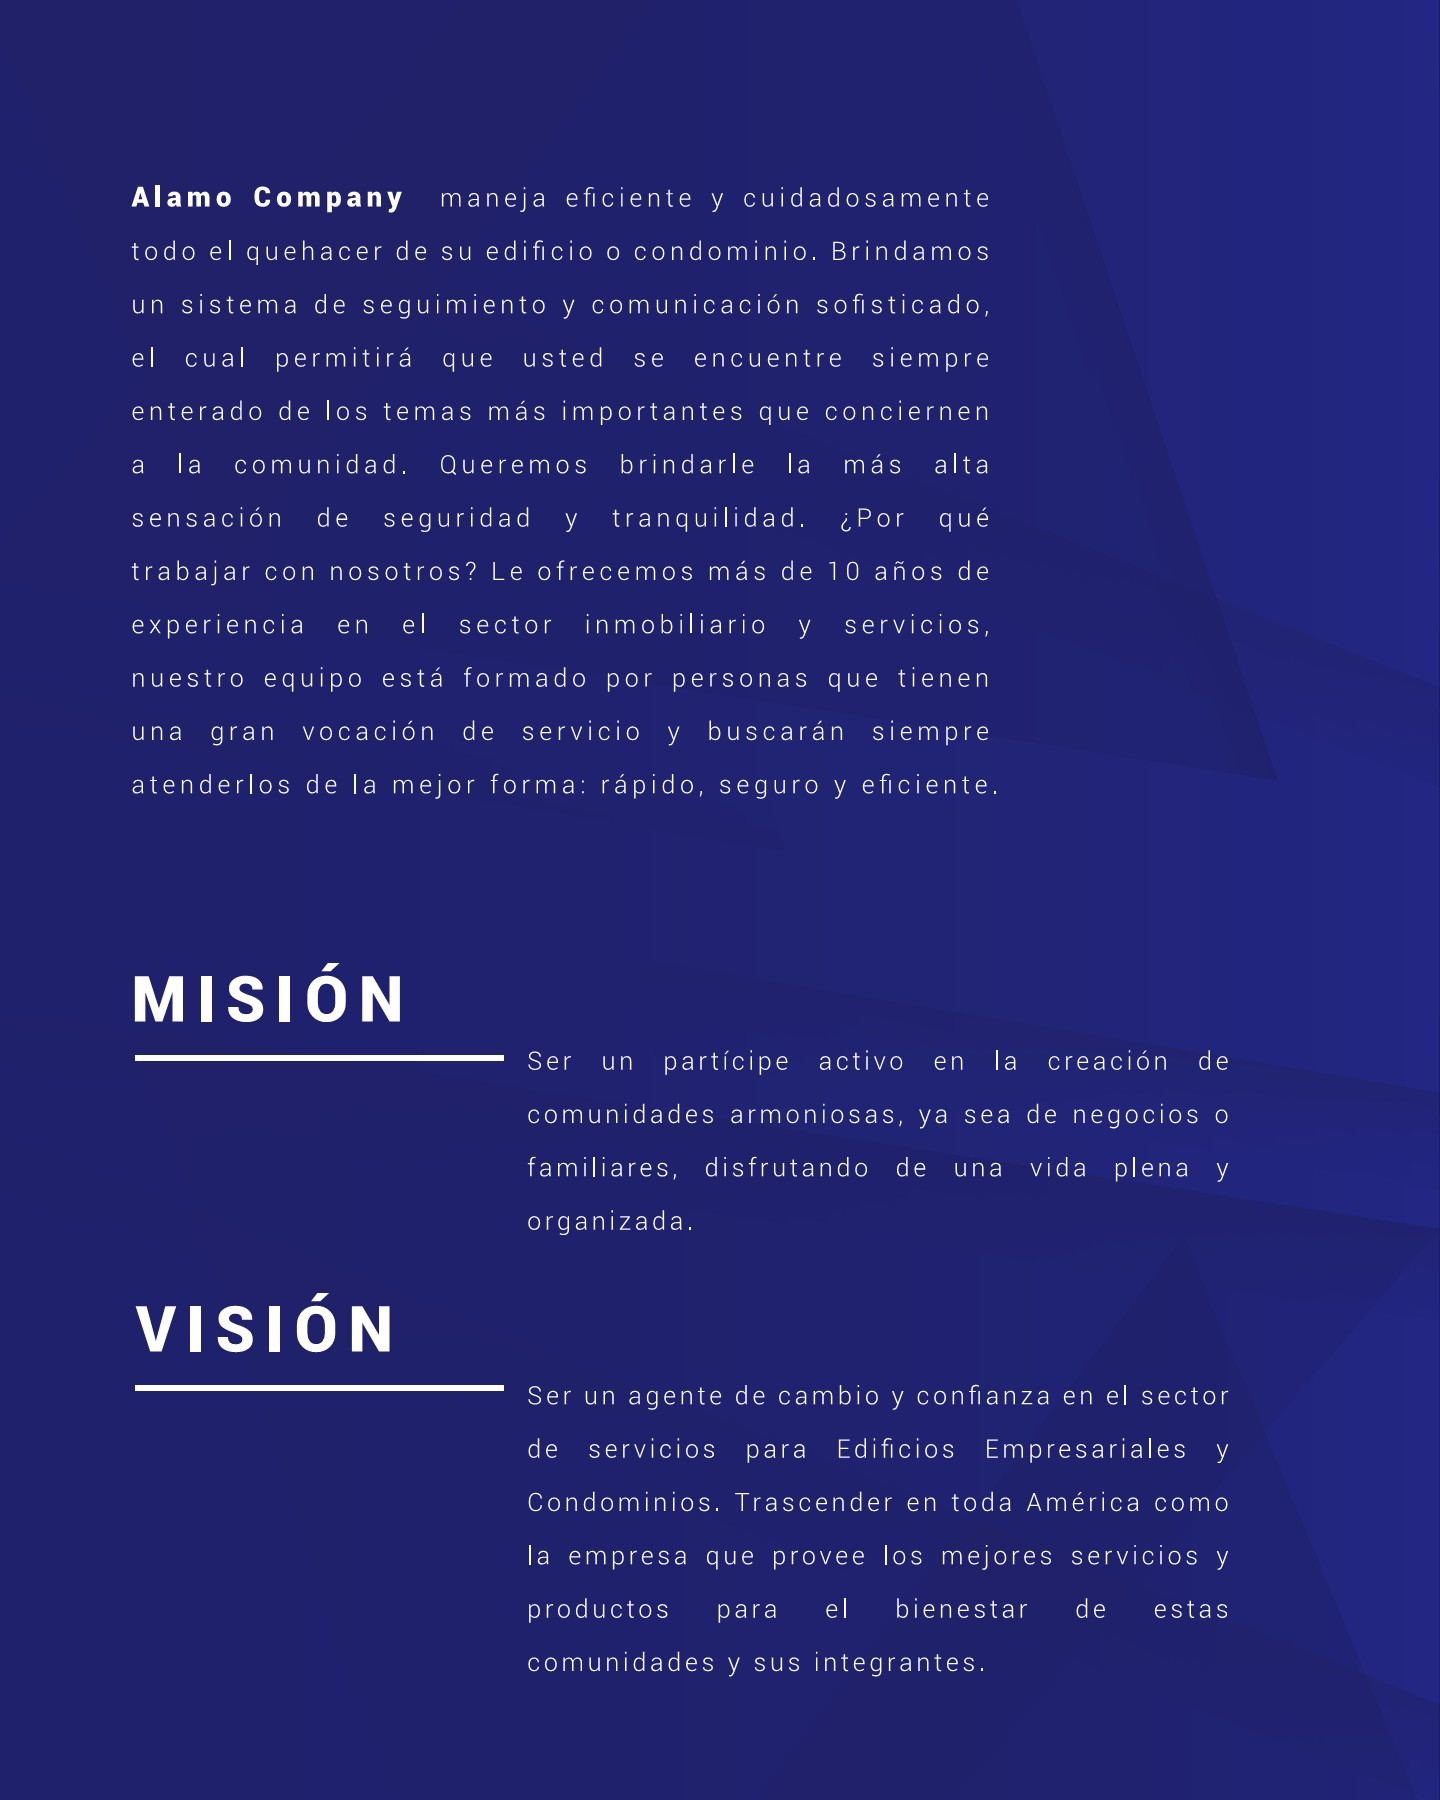 Alamo Company maneja eficiente y cuidadosamente
todo el quehacer de su edificio o condominio. Brindamos
un sistema de seguimiento y comunicación sofisticado,
el cual permitirá que usted se encuentre siempre
enterado de los temas más importantes que conciernen
a la comunidad. Queremos brindarle la más alta
sensación de seguridad y tranquilidad. ¿Por qué
trabajar con nosotros? Le ofrecemos más de 10 años de
experiencia en el sector inmobiliario y servicios,
nuestro equipo está formado por personas que tienen
una gran vocación de servicio y buscarán siempre
atenderlos de la mejor forma: rápido, seguro y eficiente.
MISIÓN
Ser un partícipe activo en la creación de
comunidades armoniosas, ya sea de negocios o
familiares, disfrutando de una vida plena y
organizada.
VISIÓN
Ser un agente de cambio y confianza en el sector
de servicios para Edificios Empresariales y
Condominios. Trascender en toda América como
la empresa que provee los mejores servicios y
productos para el bienestar de estas
comunidades y sus integrantes.